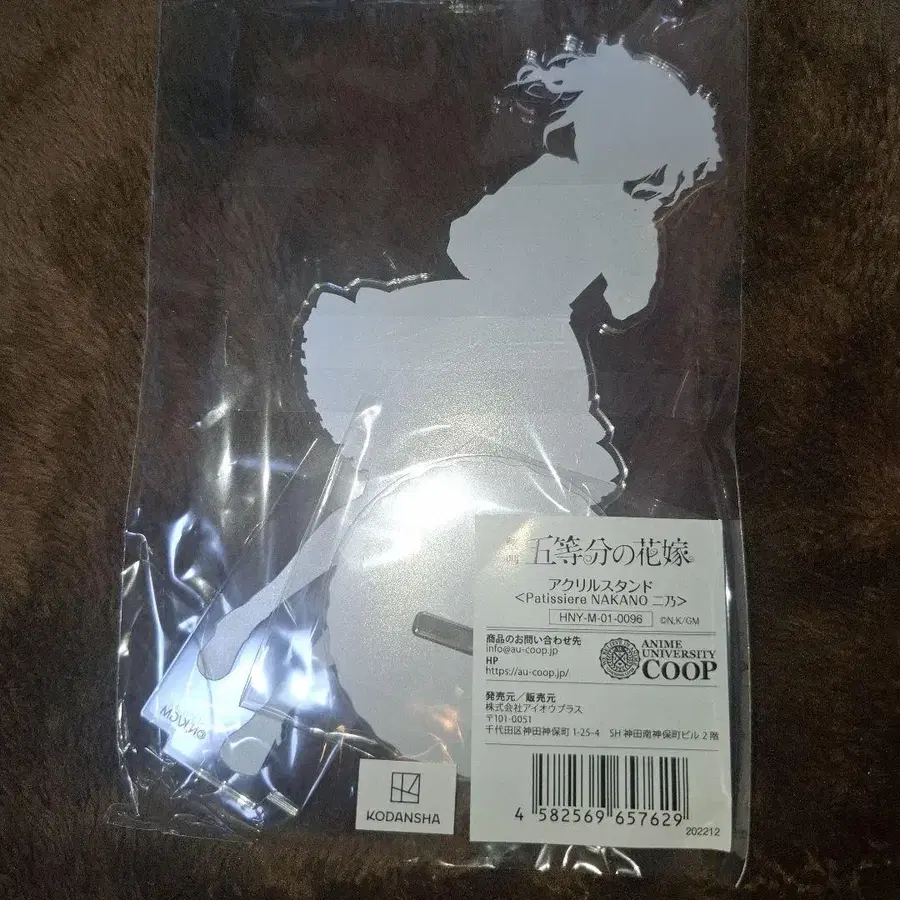 五等分の花嫁
アクリルスタンド
<Patissiere NAKANO 二乃>
HNY-M-01-0096 ©N,K/GM
商品のお問い合わせ先
info@au-coop.jp
HP
https://au-coop.jp/
ANIME
UNIVERSITY
COOP
発売元／販売元
株式会社アイオウプラス
〒101-0051
千代田区神田神保町 1-25-4 SH 神田南神保町ビル 2 階
4 582569 657629
202212
KODANSHA